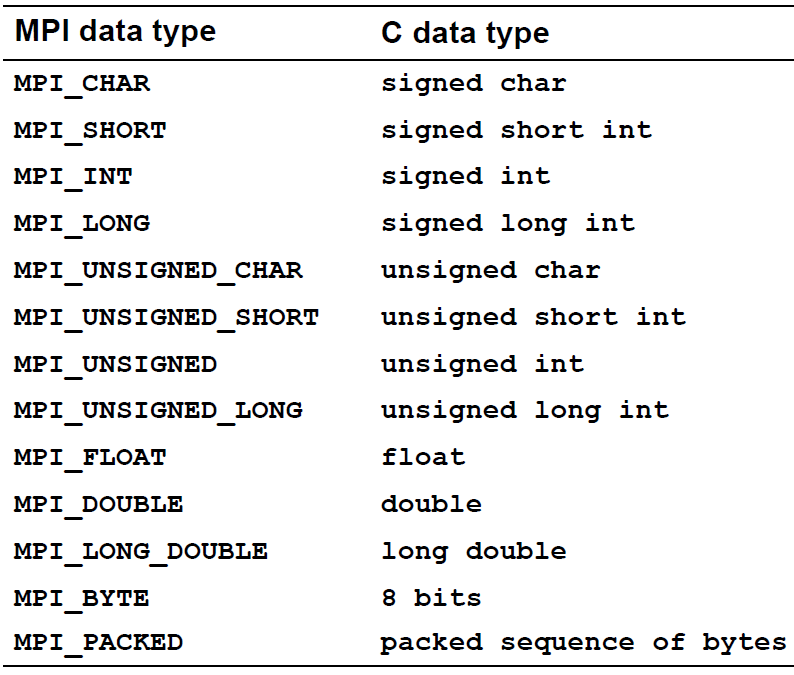 MPI data type C data type
MPI_CHAR signed char
MPI_SHORT signed short int
MPI_INT signed int
MPI_LONG signed long int
MPI_UNSIGNED_CHAR unsigned char
MPI_UNSIGNED_SHORT unsigned short int
MPI_UNSIGNED unsigned int
MPI_UNSIGNED_LONG unsigned long int
MPI_FLOAT float
MPI_DOUBLE double
MPI_LONG_DOUBLE long double
MPI_BYTE 8 bits
MPI_PACKED packed sequence of bytes